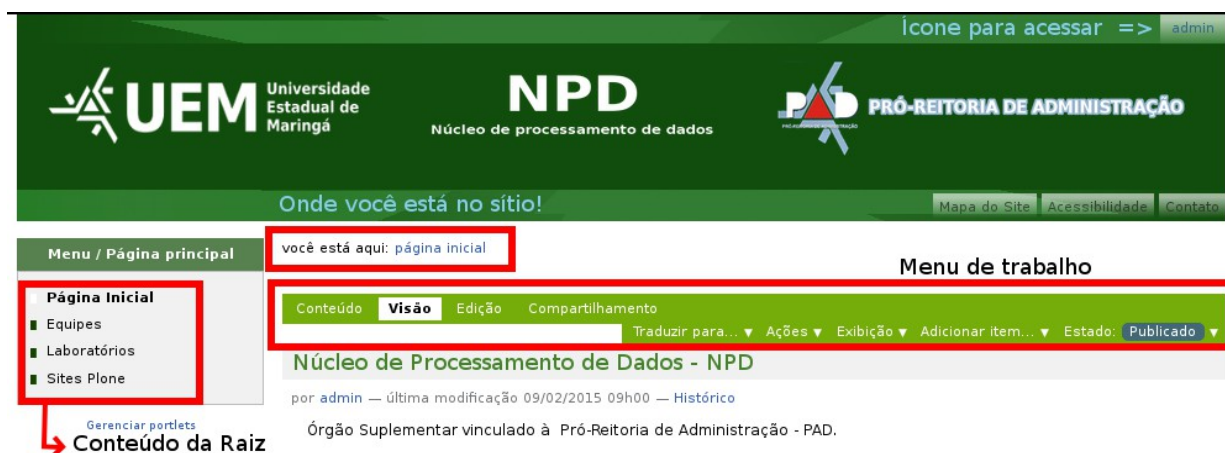 Ícone para acessar => admin
UEM Universidade Estadual de Maringá
NPD
Núcleo de processamento de dados
PAD
PRÓ-REITORIA DE ADMINISTRAÇÃO
Onde você está no sítio!
Mapa do Site Acessibilidade Contato
Menu / Página principal
você está aqui: página inicial
Menu de trabalho
Página Inicial
Equipes
Laboratórios
Sites Plone
Conteúdo Visão Edição Compartilhamento
Traduzir para... ▼ Ações ▼ Exibição ▼ Adicionar item... ▼ Estado: Publicado ▼
Núcleo de Processamento de Dados - NPD
por admin — última modificação 09/02/2015 09h00 — Histórico
Órgão Suplementar vinculado à Pró-Reitoria de Administração - PAD.
Gerenciar portlets
Conteúdo da Raiz